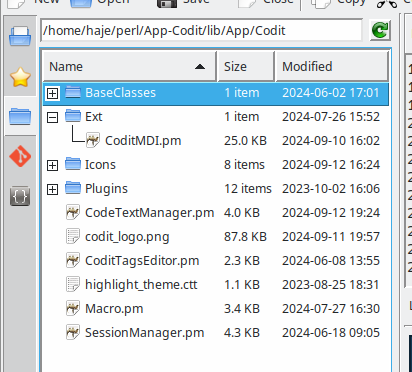 New Open Save Close Copy
/home/haje/perl/App-Codit/lib/App/Codit
Name Size Modified
BaseClasses 1 item 2024-06-02 17:01
Ext 1 item 2024-07-26 15:52
CoditMDI.pm 25.0 KB 2024-09-10 16:02
Icons 8 items 2024-09-12 16:24
Plugins 12 items 2023-10-02 16:06
CodeTextManager.pm 4.0 KB 2024-09-12 19:24
codit_logo.png 87.8 KB 2024-09-11 19:57
CoditTagsEditor.pm 2.3 KB 2024-06-08 13:55
highlight_theme.ctt 1.1 KB 2023-08-25 18:31
Macro.pm 3.4 KB 2024-07-27 16:30
SessionManager.pm 4.3 KB 2024-06-18 09:05